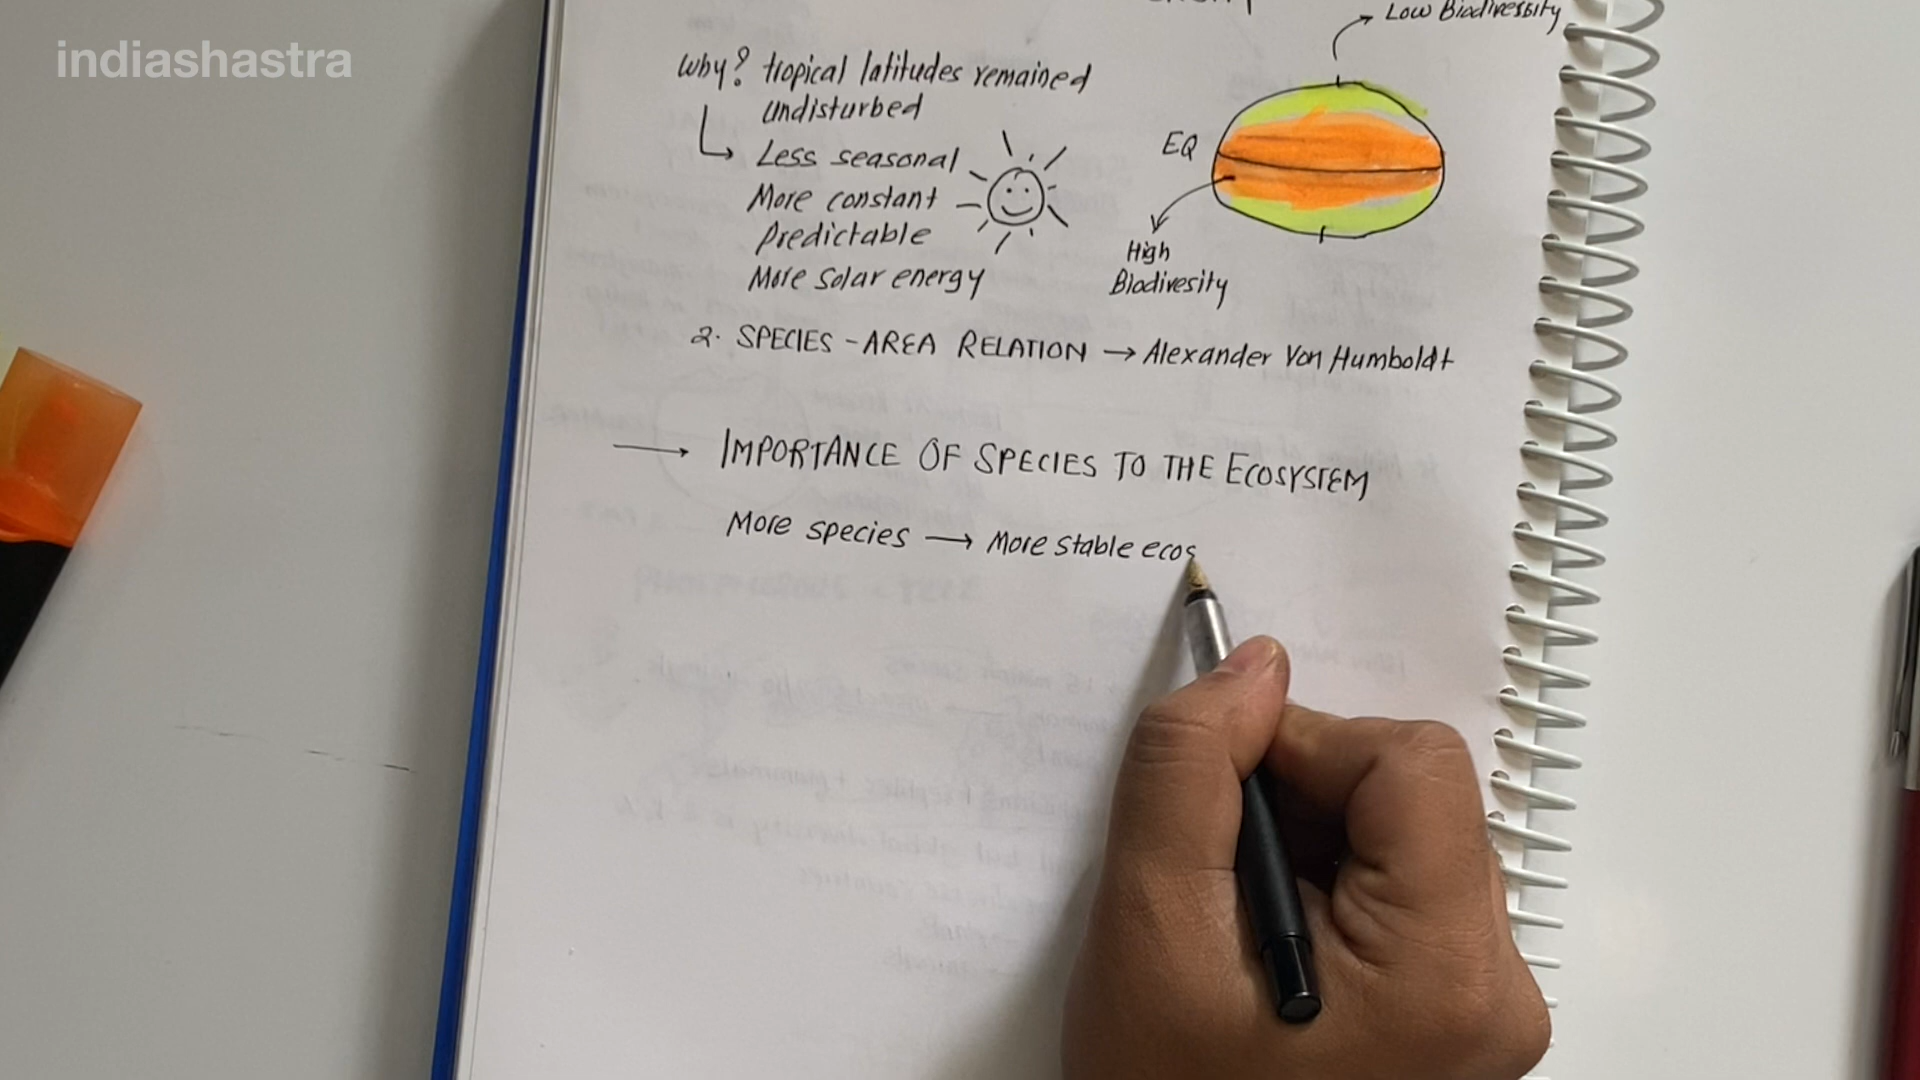 indiashastra
Low Biodiversity
Why? tropical latitudes remained
undisturbed
Less seasonal
More constant
Predictable
More solar energy
EQ
High
Biodivesity
2. SPECIES - AREA RELATION → Alexander Von Humboldt
→ IMPORTANCE OF SPECIES TO THE ECOSYSTEM
More species → More stable ecos